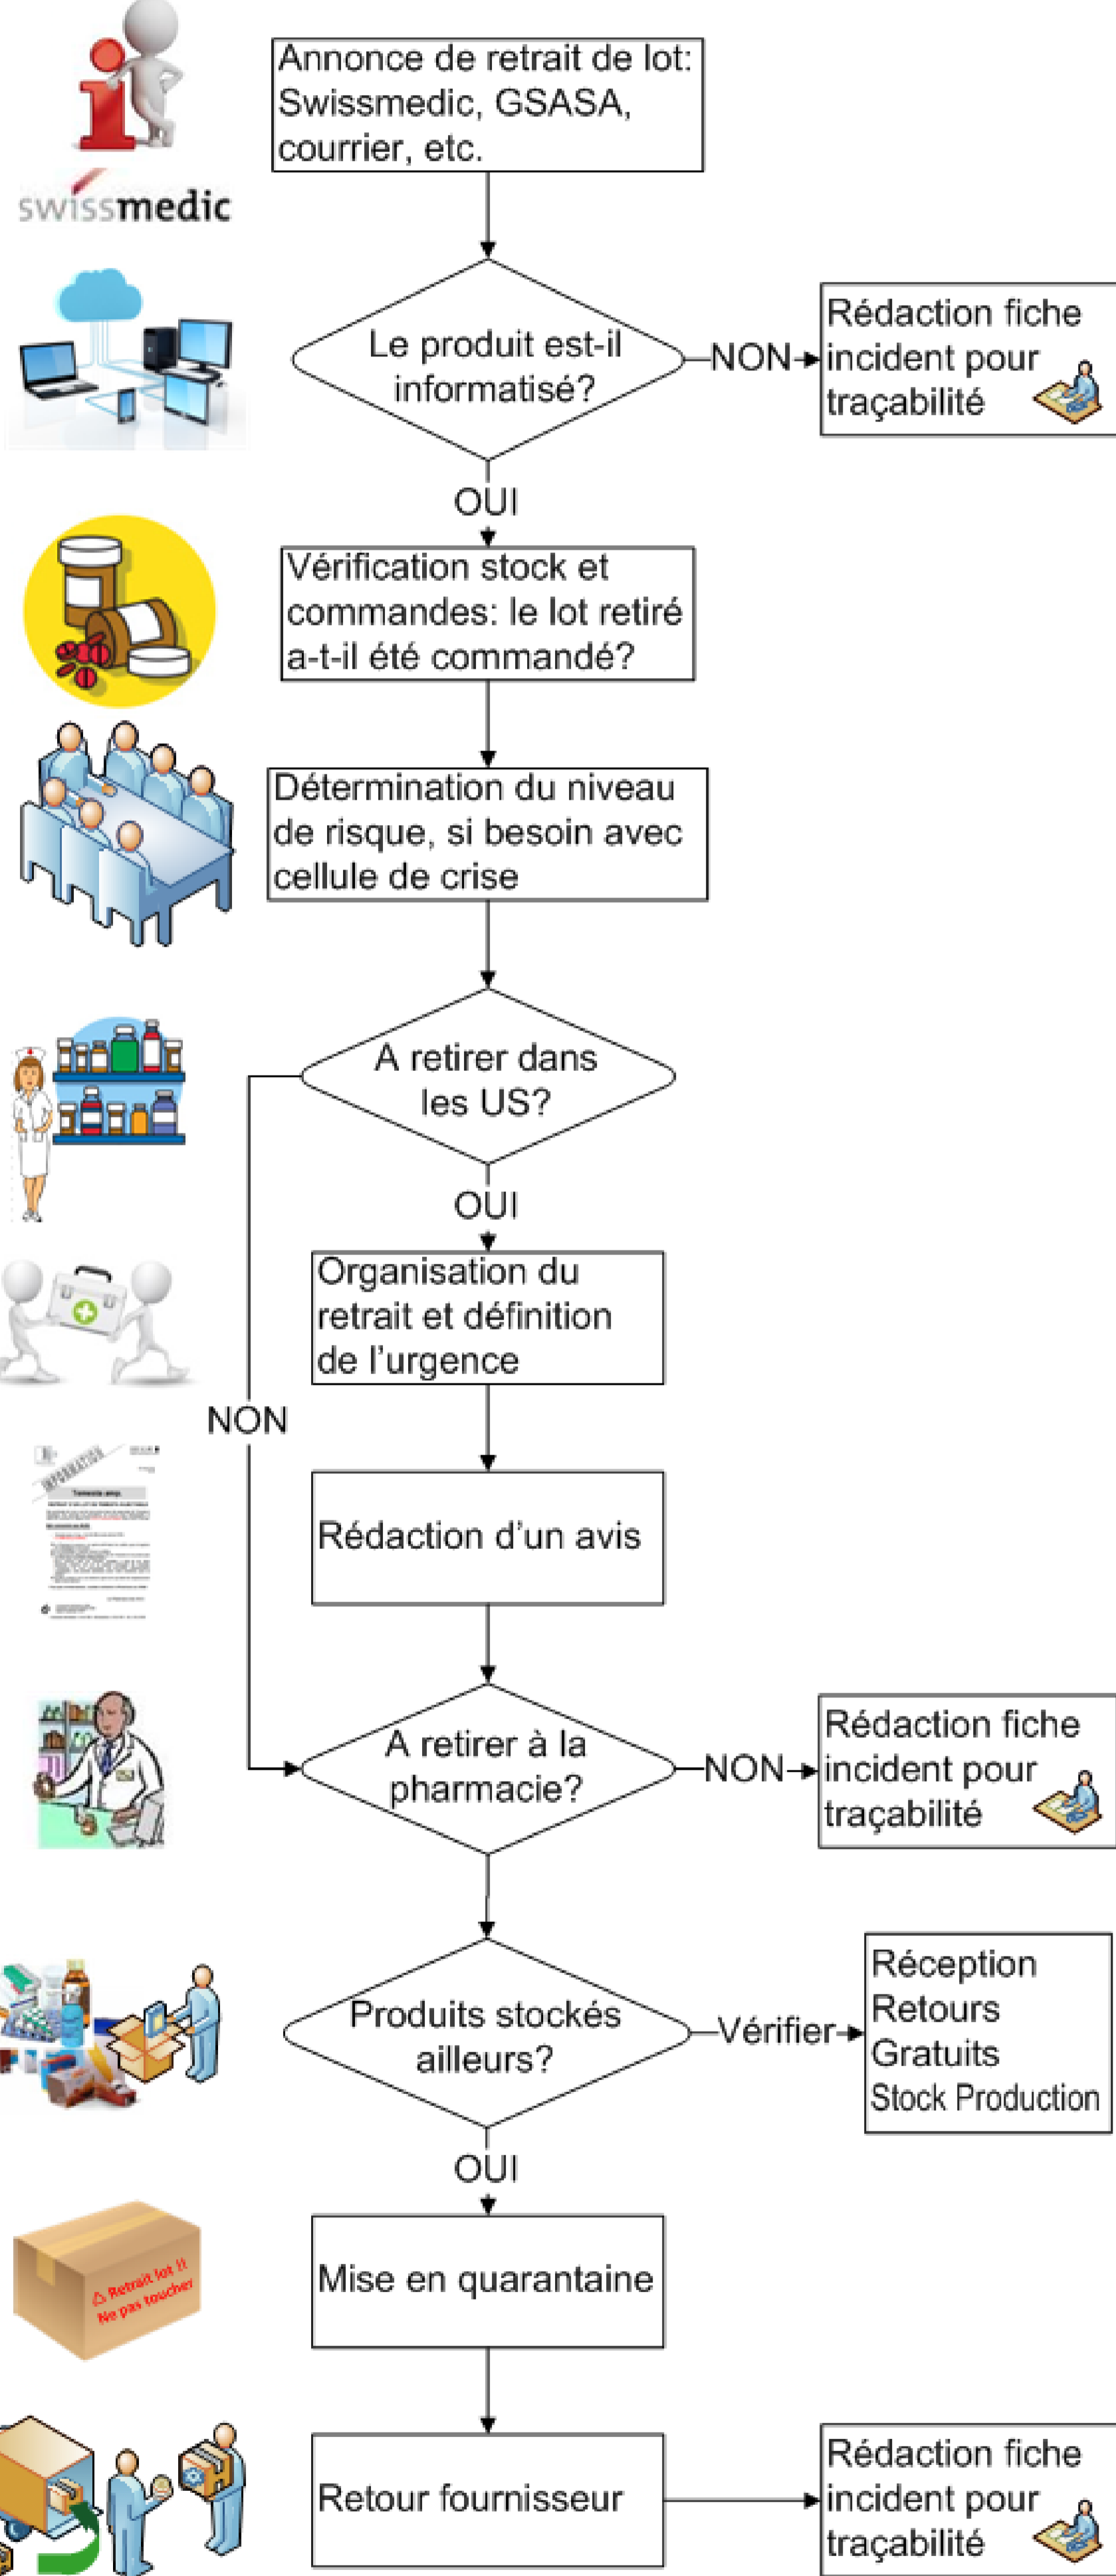 Annonce de retrait de lot:
Swissmedic, GSASA,
courrier, etc.
swissmedic
Le produit est-il
informatisé?
NON
Rédaction fiche
incident pour
traçabilité
OUI
Vérification stock et
commandes: le lot retiré
a-t-il été commandé?
Détermination du niveau
de risque, si besoin avec
cellule de crise
A retirer dans
les US?
OUI
Organisation du
retrait et définition
de l'urgence
NON
INFORMATION
Temesta amp.
Rédaction d'un avis
A retirer à la
pharmacie?
NON
Rédaction fiche
incident pour
traçabilité
Produits stockés
ailleurs?
Vérifier
Réception
Retours
Gratuits
Stock Production
OUI
⚠ Retrait lot !!
Ne pas toucher
Mise en quarantaine
Retour fournisseur
Rédaction fiche
incident pour
traçabilité